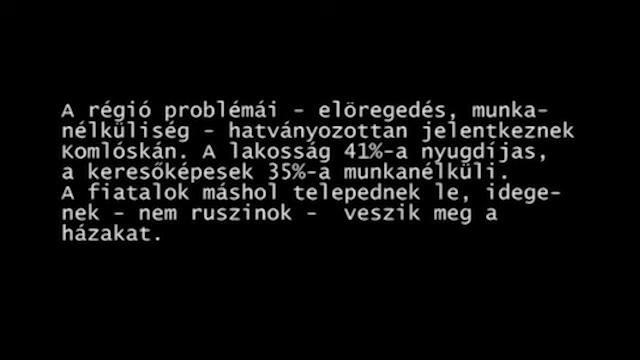 A régió problémái - elöregedés, munka-
nélküliség - hatványozottan jelentkeznek
Komlóskán. A lakosság 41%-a nyugdíjas,
a keresőképesek 35%-a munkanélküli.
A fiatalok máshol telepednek le, idege-
nek - nem ruszinok -  veszik meg a
házakat.